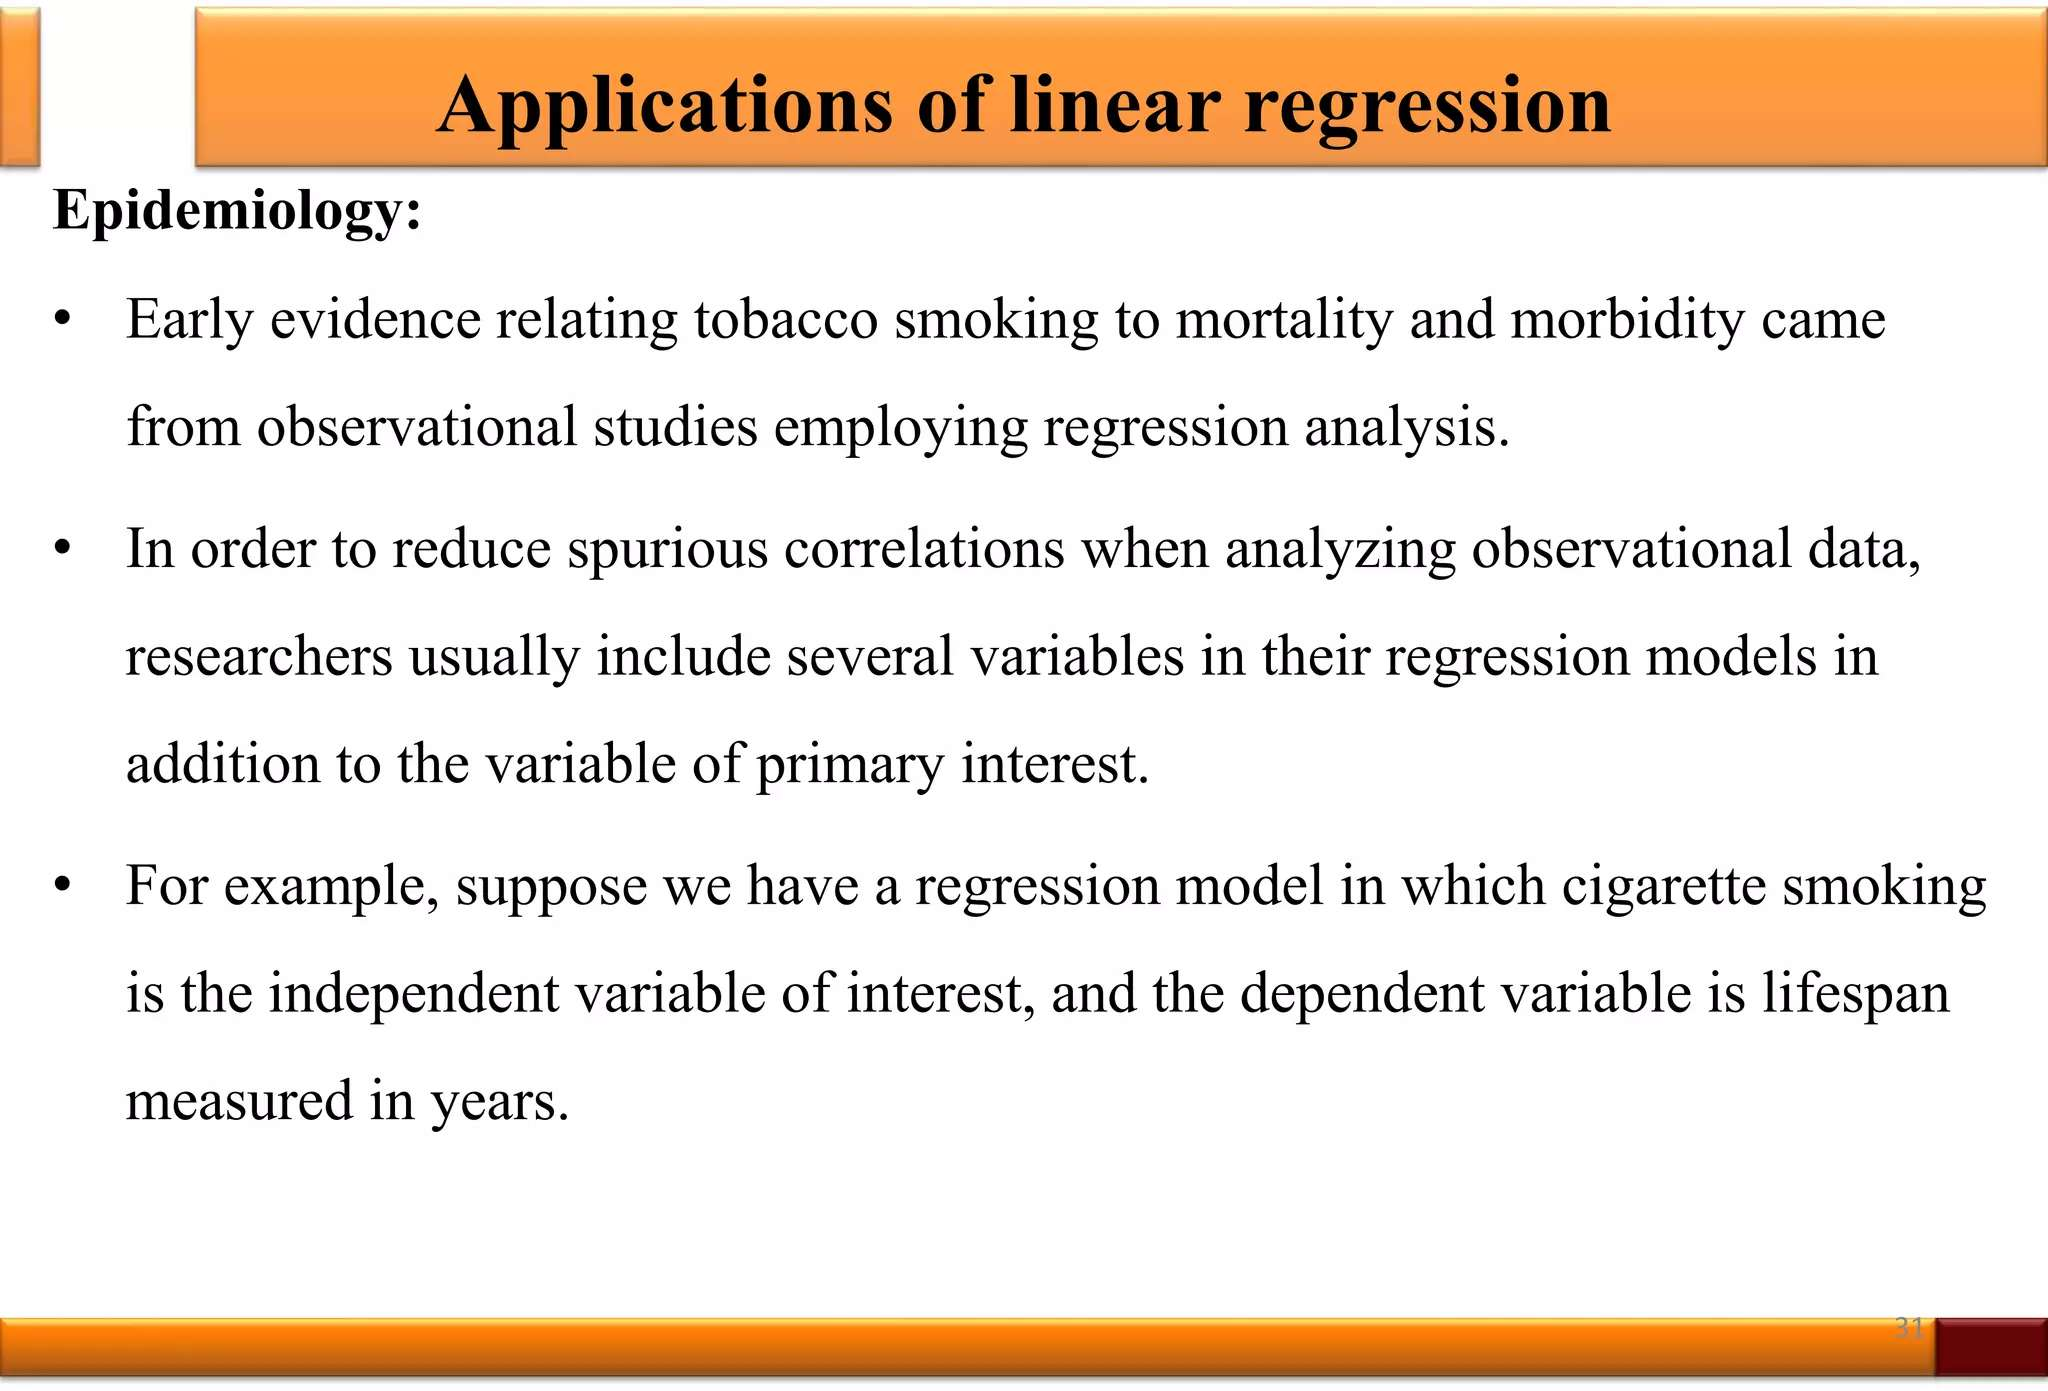 Applications of linear regression
Epidemiology:
• Early evidence relating tobacco smoking to mortality and morbidity came
from observational studies employing regression analysis.
• In order to reduce spurious correlations when analyzing observational data,
researchers usually include several variables in their regression models in
addition to the variable of primary interest.
• For example, suppose we have a regression model in which cigarette smoking
is the independent variable of interest, and the dependent variable is lifespan
measured in years.
31